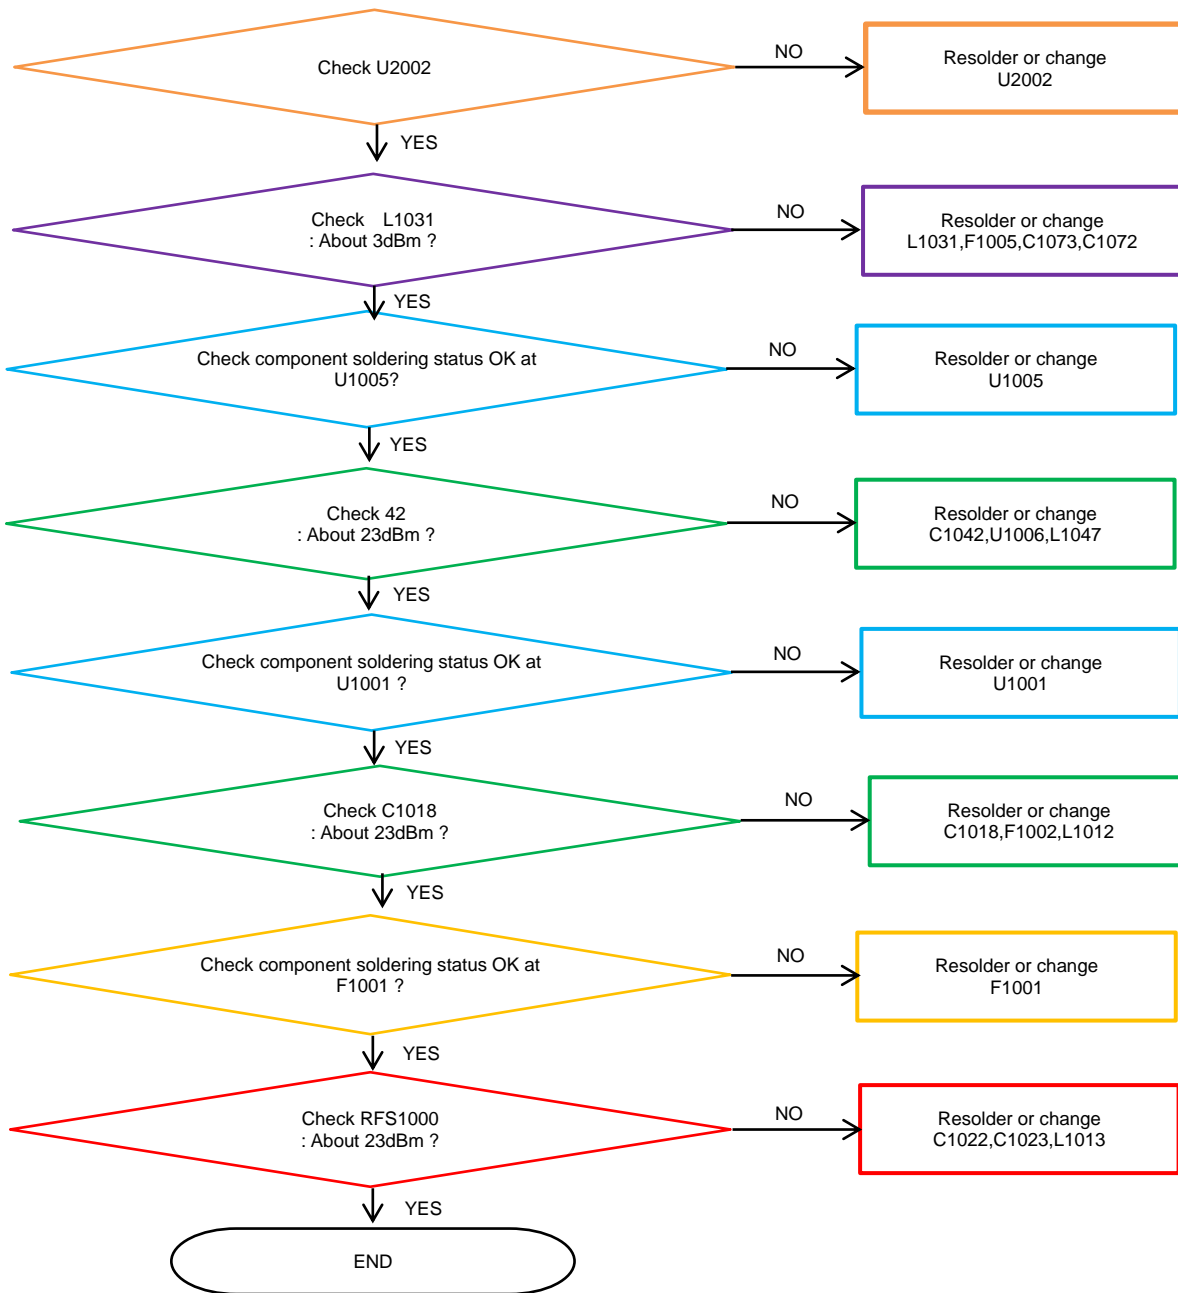 Check U2002
NO
Resolder or change
U2002
YES
Check L1031
: About 3dBm ?
NO
Resolder or change
L1031,F1005,C1073,C1072
YES
Check component soldering status OK at
U1005?
NO
Resolder or change
U1005
YES
Check 42
: About 23dBm ?
NO
Resolder or change
C1042,U1006,L1047
YES
Check component soldering status OK at
U1001 ?
NO
Resolder or change
U1001
YES
Check C1018
: About 23dBm ?
NO
Resolder or change
C1018,F1002,L1012
YES
Check component soldering status OK at
F1001 ?
NO
Resolder or change
F1001
YES
Check RFS1000
: About 23dBm ?
NO
Resolder or change
C1022,C1023,L1013
YES
END